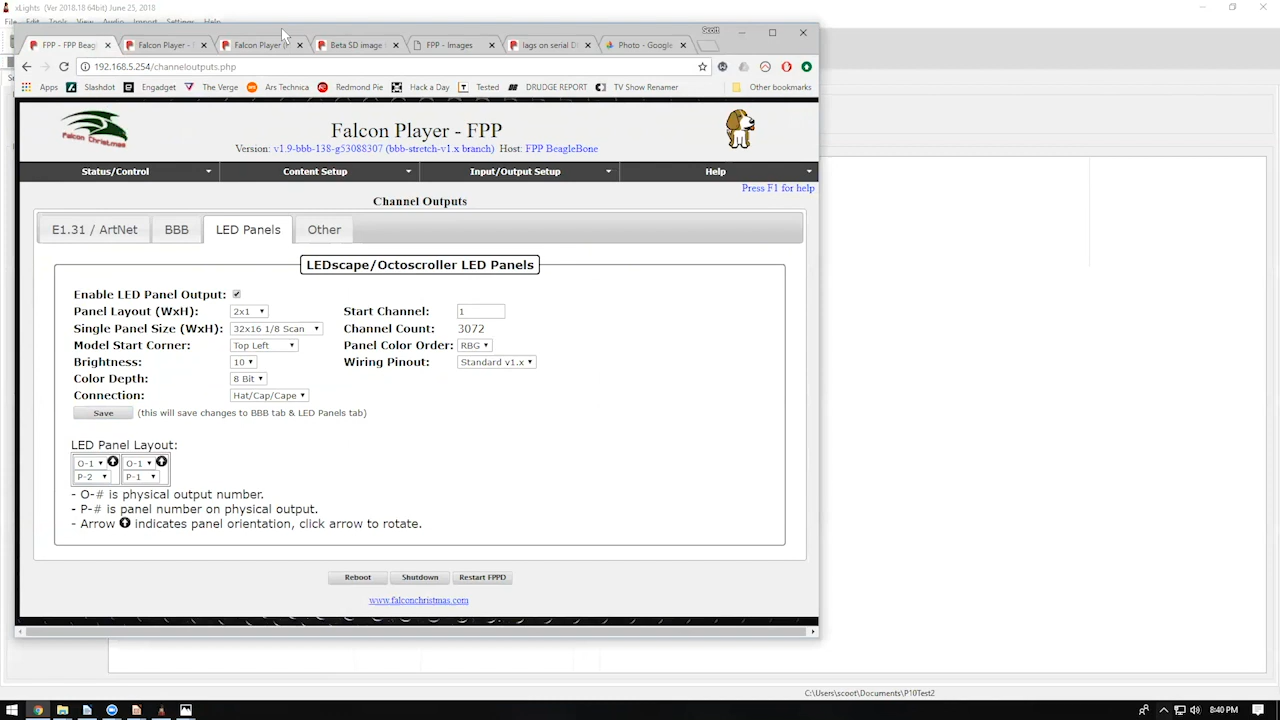 xLights (Ver 2018.18 64bit) June 25, 2018
File Edit Tools View Audio Import Settings Help
Scott
FPP - FPP Beag
Falcon Player -
Falcon Player
Beta SD image
FPP - Images
lags on serial D
Photo - Google
192.168.5.254/channeloutputs.php
Apps Slashdot Engadget The Verge Ars Technica Redmond Pie Hack a Day Tested DRUDGE REPORT TV Show Renamer Other bookmarks
Falcon Christmas
Falcon Player - FPP
Version: v1.9-bbb-138-g53088307 (bbb-stretch-v1.x branch) Host: FPP BeagleBone
Status/Control Content Setup Input/Output Setup Help
Press F1 for help
Channel Outputs
E1.31 / ArtNet BBB LED Panels Other
LEDscape/Octoscroller LED Panels
Enable LED Panel Output:
Panel Layout (WxH): 2x1 Start Channel: 1
Single Panel Size (WxH): 32x16 1/8 Scan Channel Count: 3072
Model Start Corner: Top Left Panel Color Order: RBG
Brightness: 10 Wiring Pinout: Standard v1.x
Color Depth: 8 Bit
Connection: Hat/Cap/Cape
Save (this will save changes to BBB tab & LED Panels tab)
LED Panel Layout:
O-1 O-1
P-2 P-1
- O-# is physical output number.
- P-# is panel number on physical output.
- Arrow indicates panel orientation, click arrow to rotate.
Reboot Shutdown Restart FPPD
www.falconchristmas.com
C:\Users\scoot\Documents\P10Test2
8:40 PM